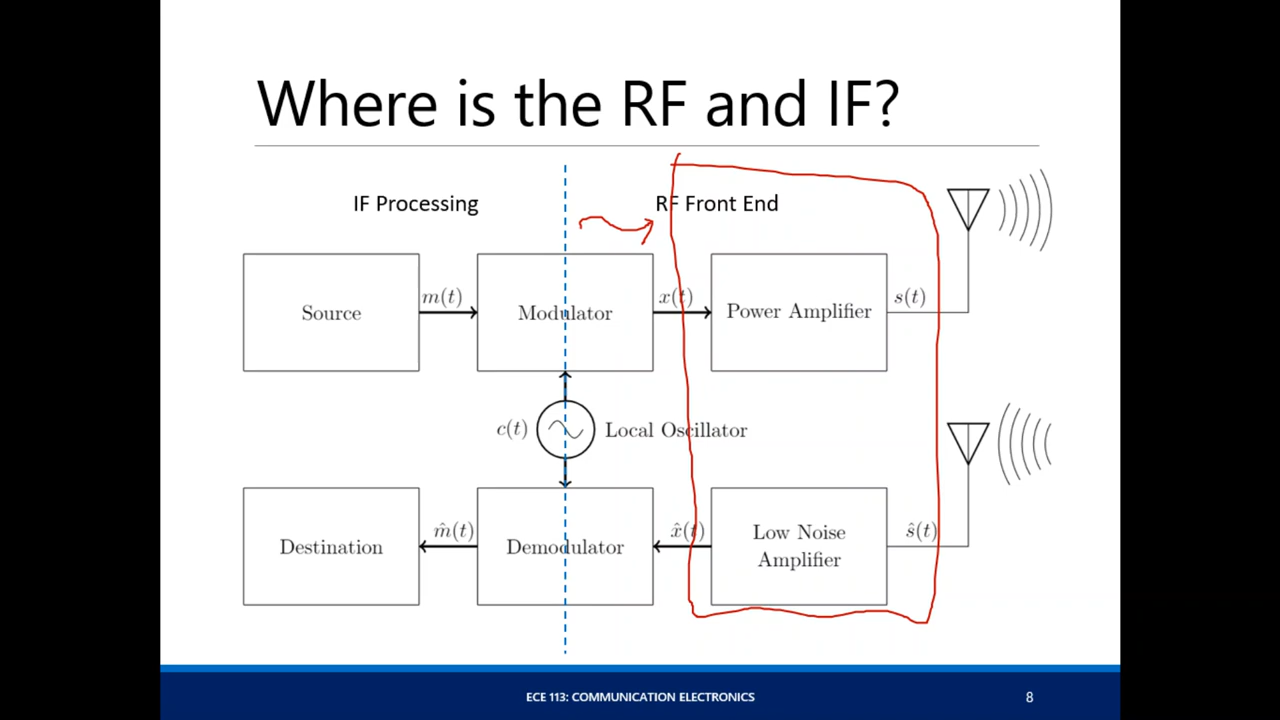 Where is the RF and IF?
IF Processing
RF Front End
Source
m(t)
Modulator
x(t)
Power Amplifier
s(t)
c(t)
Local Oscillator
Destination
m̂(t)
Demodulator
x̂(t)
Low Noise
Amplifier
ŝ(t)
ECE 113: COMMUNICATION ELECTRONICS
8